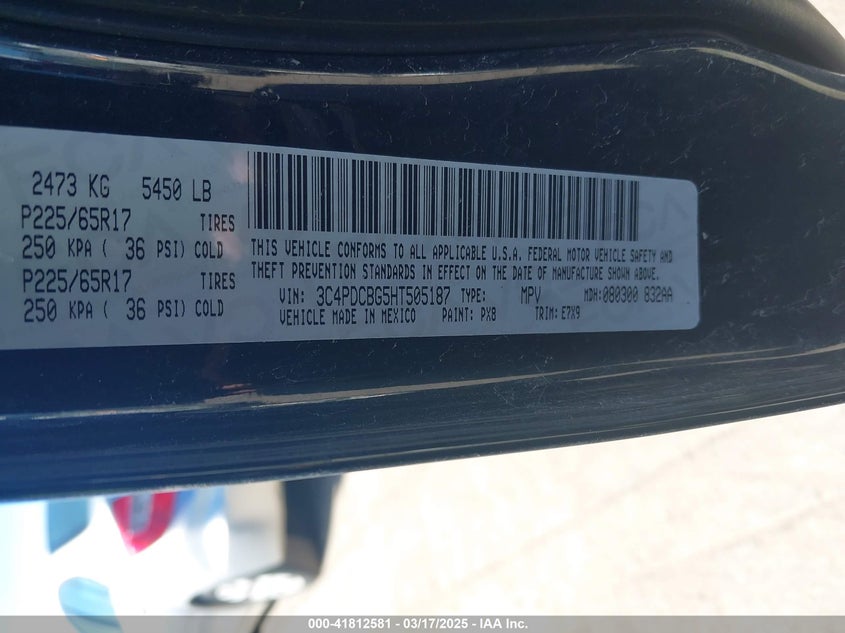 2473 KG 5450 LB
P225/65R17 TIRES
250 KPA ( 36 PSI) COLD
P225/65R17 TIRES
250 KPA ( 36 PSI) COLD
THIS VEHICLE CONFORMS TO ALL APPLICABLE U.S.A. FEDERAL MOTOR VEHICLE SAFETY AND
THEFT PREVENTION STANDARDS IN EFFECT ON THE DATE OF MANUFACTURE SHOWN ABOVE.
VIN: 3C4PDCBG5HT505187 TYPE: MPV MDH:080300 832AA
VEHICLE MADE IN MEXICO PAINT: PX8 TRIM: E7X9
000-41812581 - 03/17/2025 - IAA Inc.